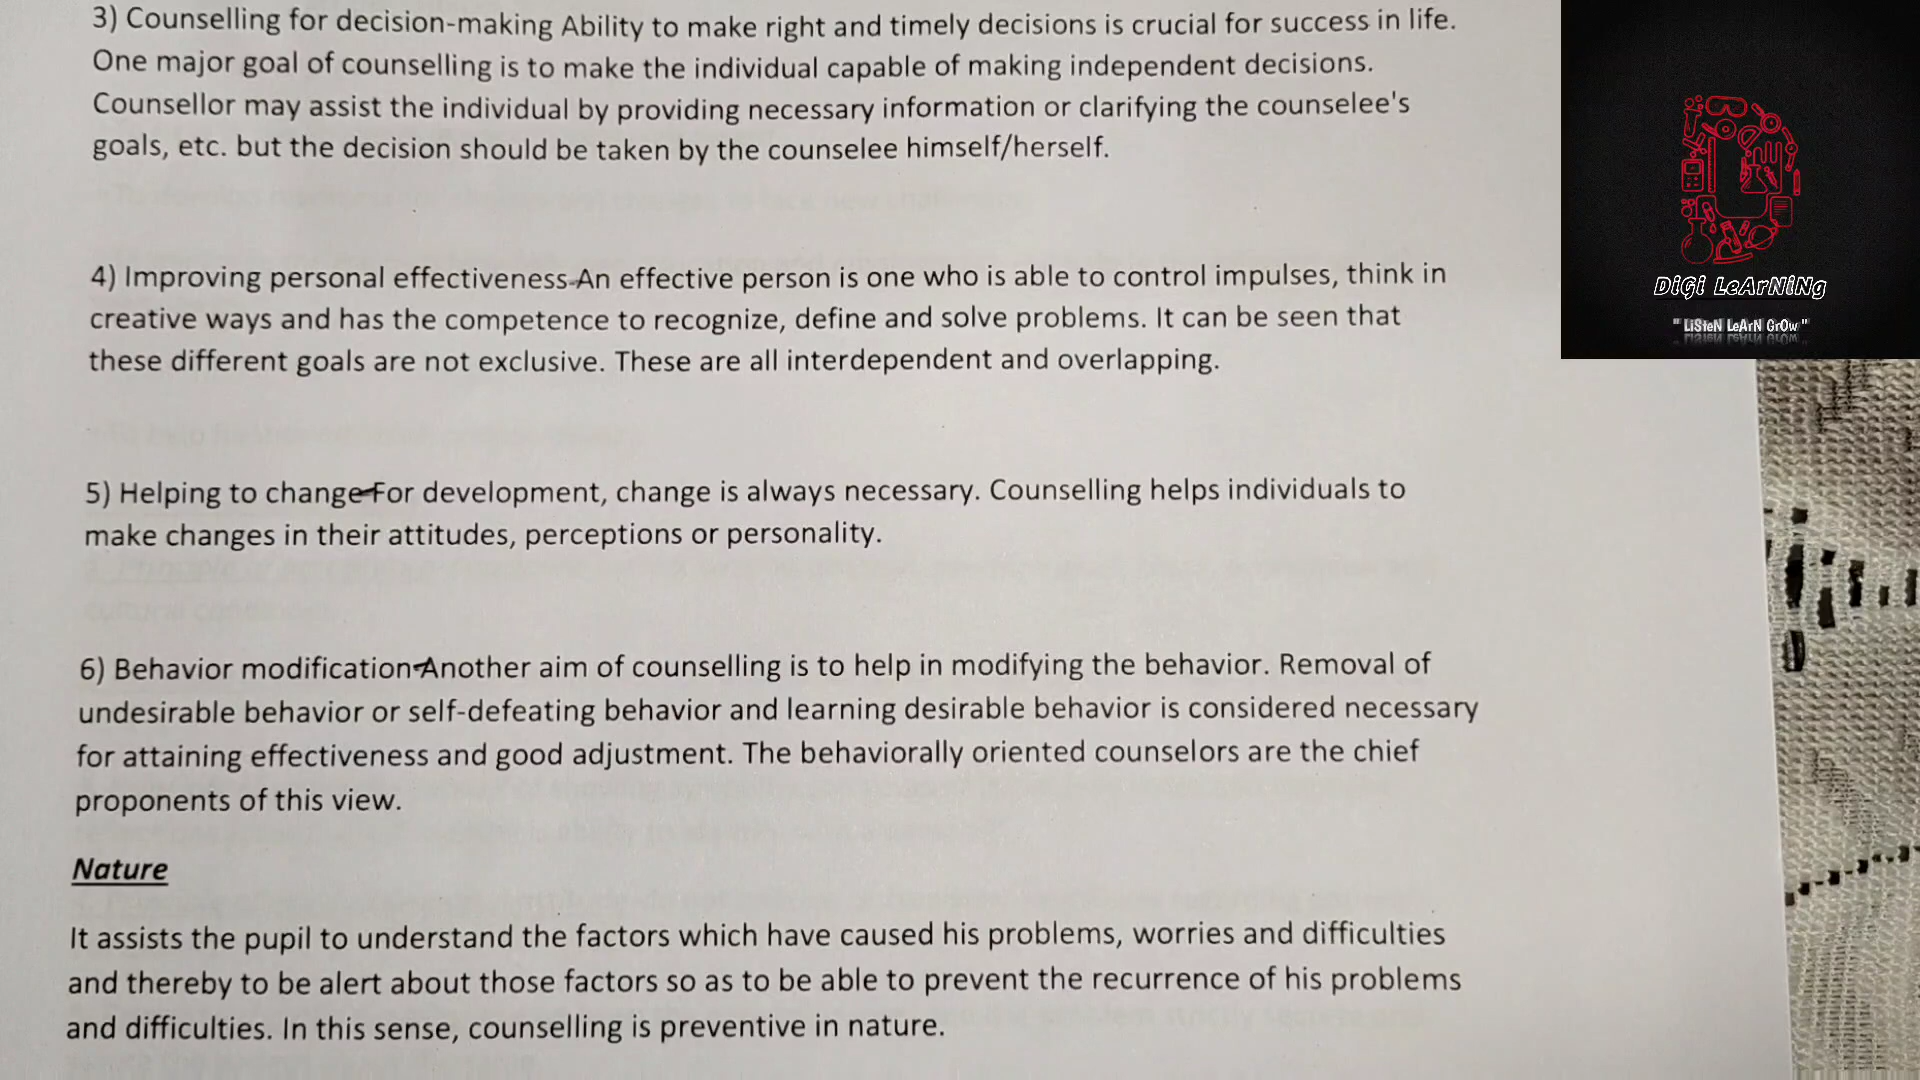 3) Counselling for decision-making Ability to make right and timely decisions is crucial for success in life.
One major goal of counselling is to make the individual capable of making independent decisions.
Counsellor may assist the individual by providing necessary information or clarifying the counselee's
goals, etc. but the decision should be taken by the counselee himself/herself.
4) Improving personal effectiveness-An effective person is one who is able to control impulses, think in
creative ways and has the competence to recognize, define and solve problems. It can be seen that
these different goals are not exclusive. These are all interdependent and overlapping.
5) Helping to change-For development, change is always necessary. Counselling helps individuals to
make changes in their attitudes, perceptions or personality.
6) Behavior modification-Another aim of counselling is to help in modifying the behavior. Removal of
undesirable behavior or self-defeating behavior and learning desirable behavior is considered necessary
for attaining effectiveness and good adjustment. The behaviorally oriented counselors are the chief
proponents of this view.
Nature
It assists the pupil to understand the factors which have caused his problems, worries and difficulties
and thereby to be alert about those factors so as to be able to prevent the recurrence of his problems
and difficulties. In this sense, counselling is preventive in nature.
DiGi LeArNiNg
"LiSteN LeArN GrOw"